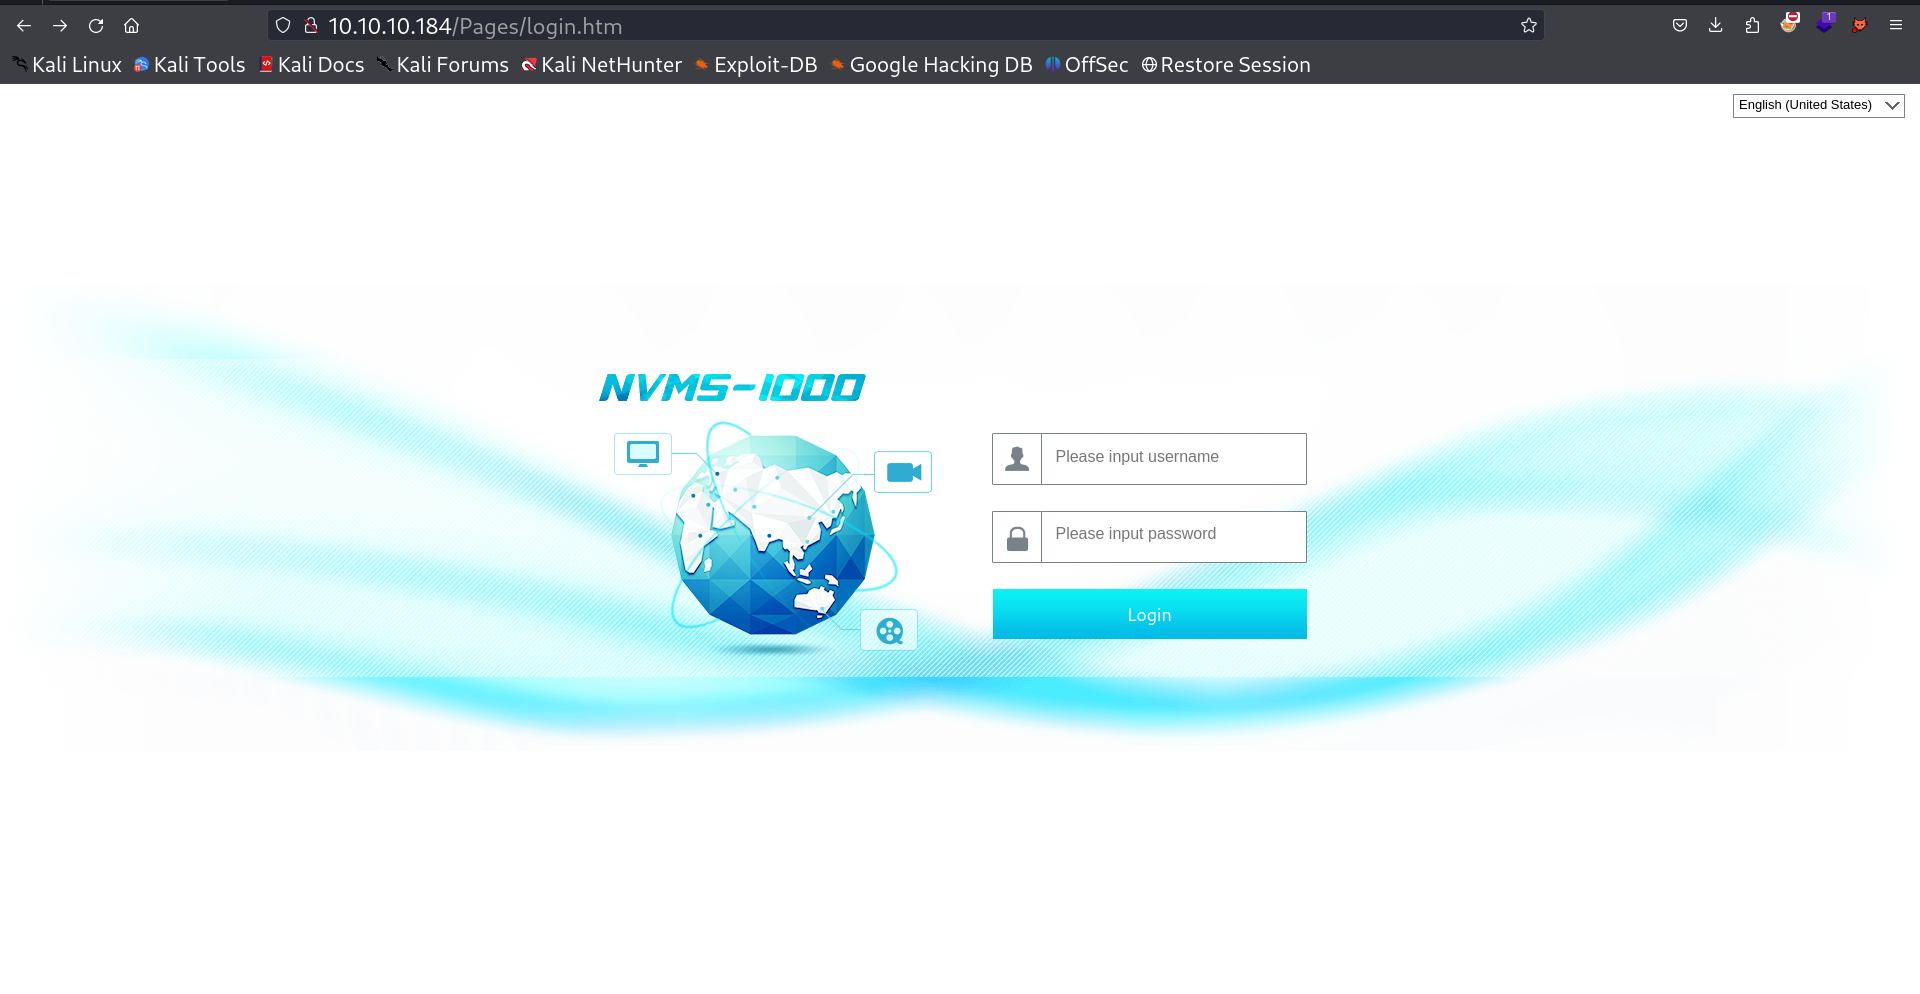 10.10.10.184/Pages/login.htm
1
Kali Linux Kali Tools Kali Docs Kali Forums Kali NetHunter Exploit-DB Google Hacking DB OffSec Restore Session
English (United States)
NVMS-1000
Please input username
Please input password
Login